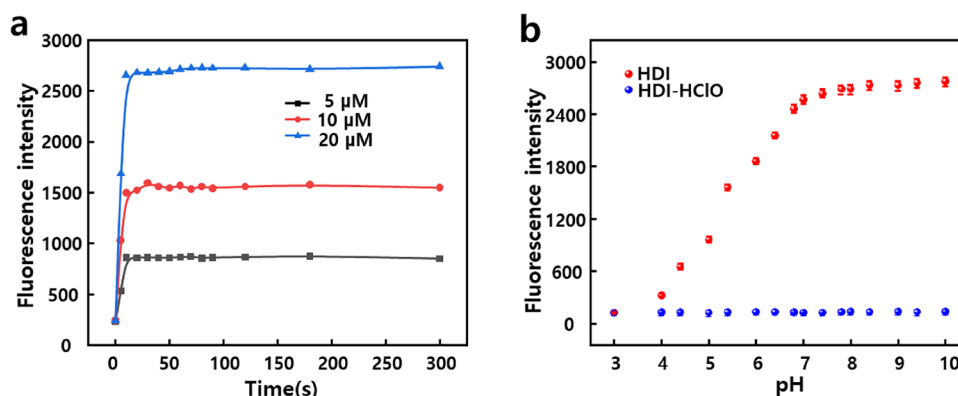 a
3000
2500
2000
1500
1000
500
0
Fluorescence intensity
5 μM
10 μM
20 μM
0 50 100 150 200 250 300
Time(s)
b
3000
2400
1800
1200
600
0
Fluorescence intensity
HDI
HDI-HClO
3 4 5 6 7 8 9 10
pH